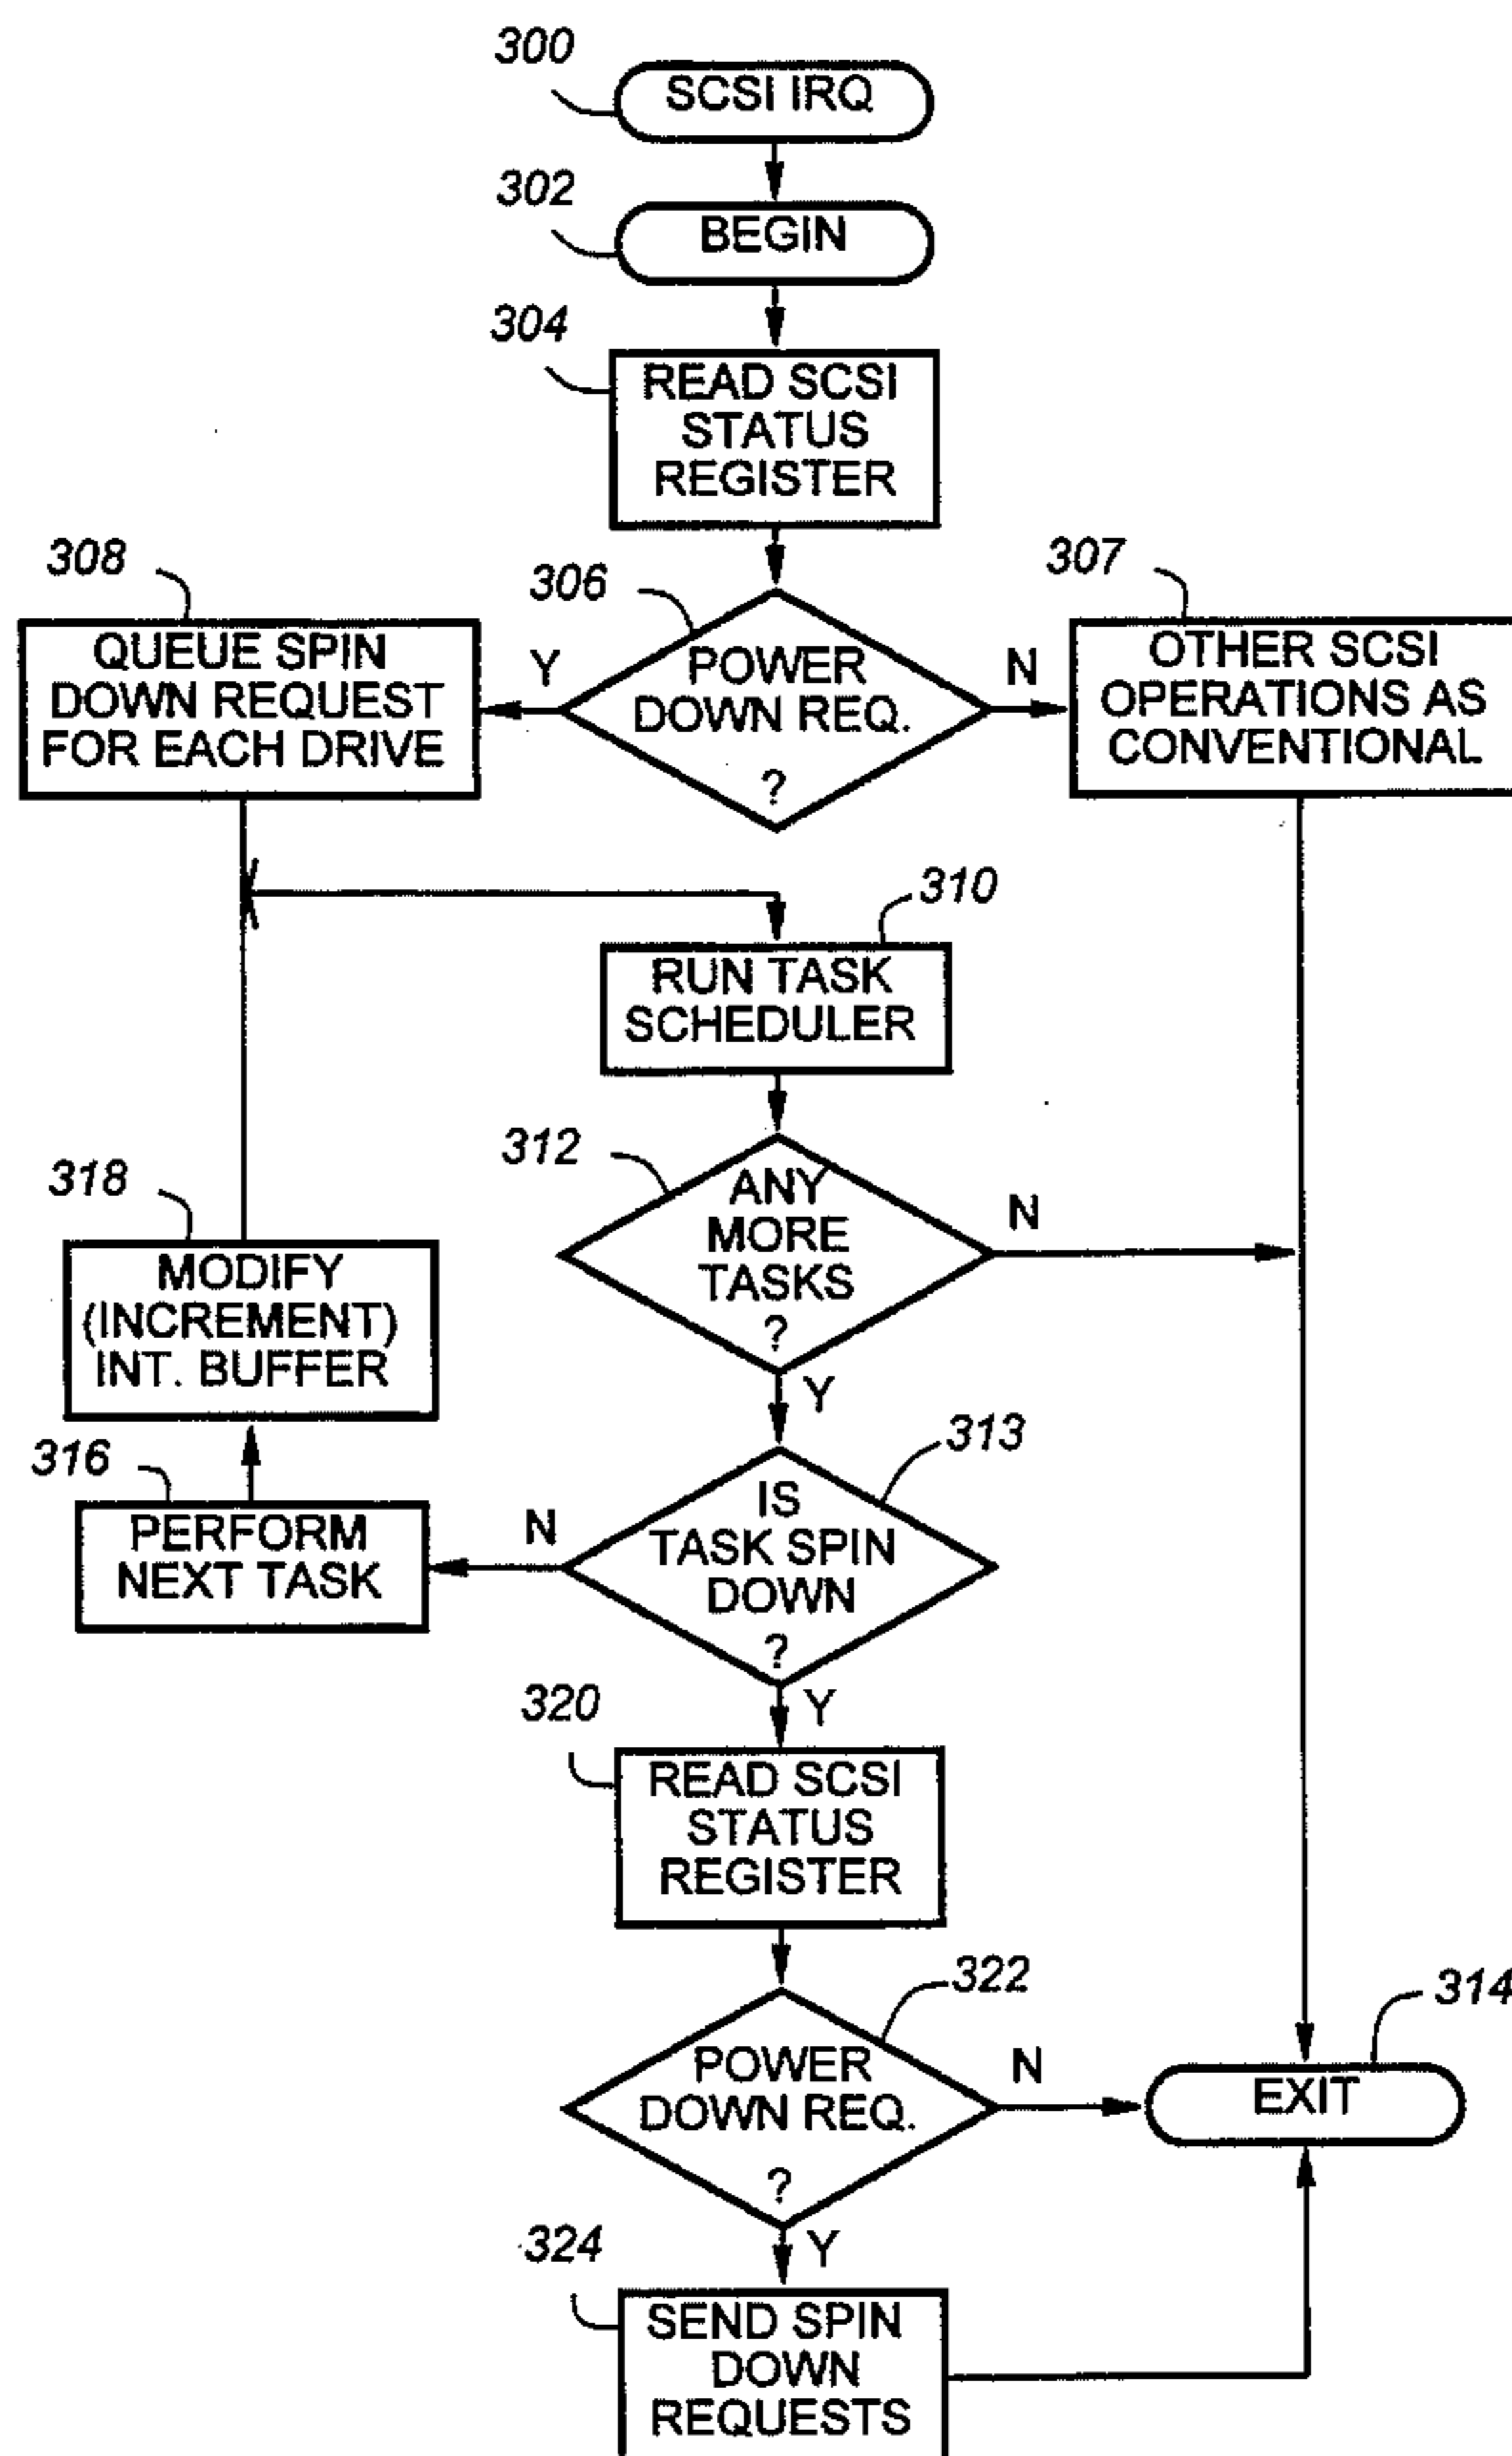 300
SCSI IRQ
302
BEGIN
304
READ SCSI
STATUS
REGISTER
308
QUEUE SPIN
DOWN REQUEST
FOR EACH DRIVE
306
Y
POWER
DOWN REQ.
?
N
307
OTHER SCSI
OPERATIONS AS
CONVENTIONAL
310
RUN TASK
SCHEDULER
312
ANY
MORE
TASKS
?
N
Y
318
MODIFY
(INCREMENT)
INT. BUFFER
316
PERFORM
NEXT TASK
313
N
IS
TASK SPIN
DOWN
?
Y
320
READ SCSI
STATUS
REGISTER
322
POWER
DOWN REQ.
?
N
Y
314
EXIT
324
SEND SPIN
DOWN
REQUESTS